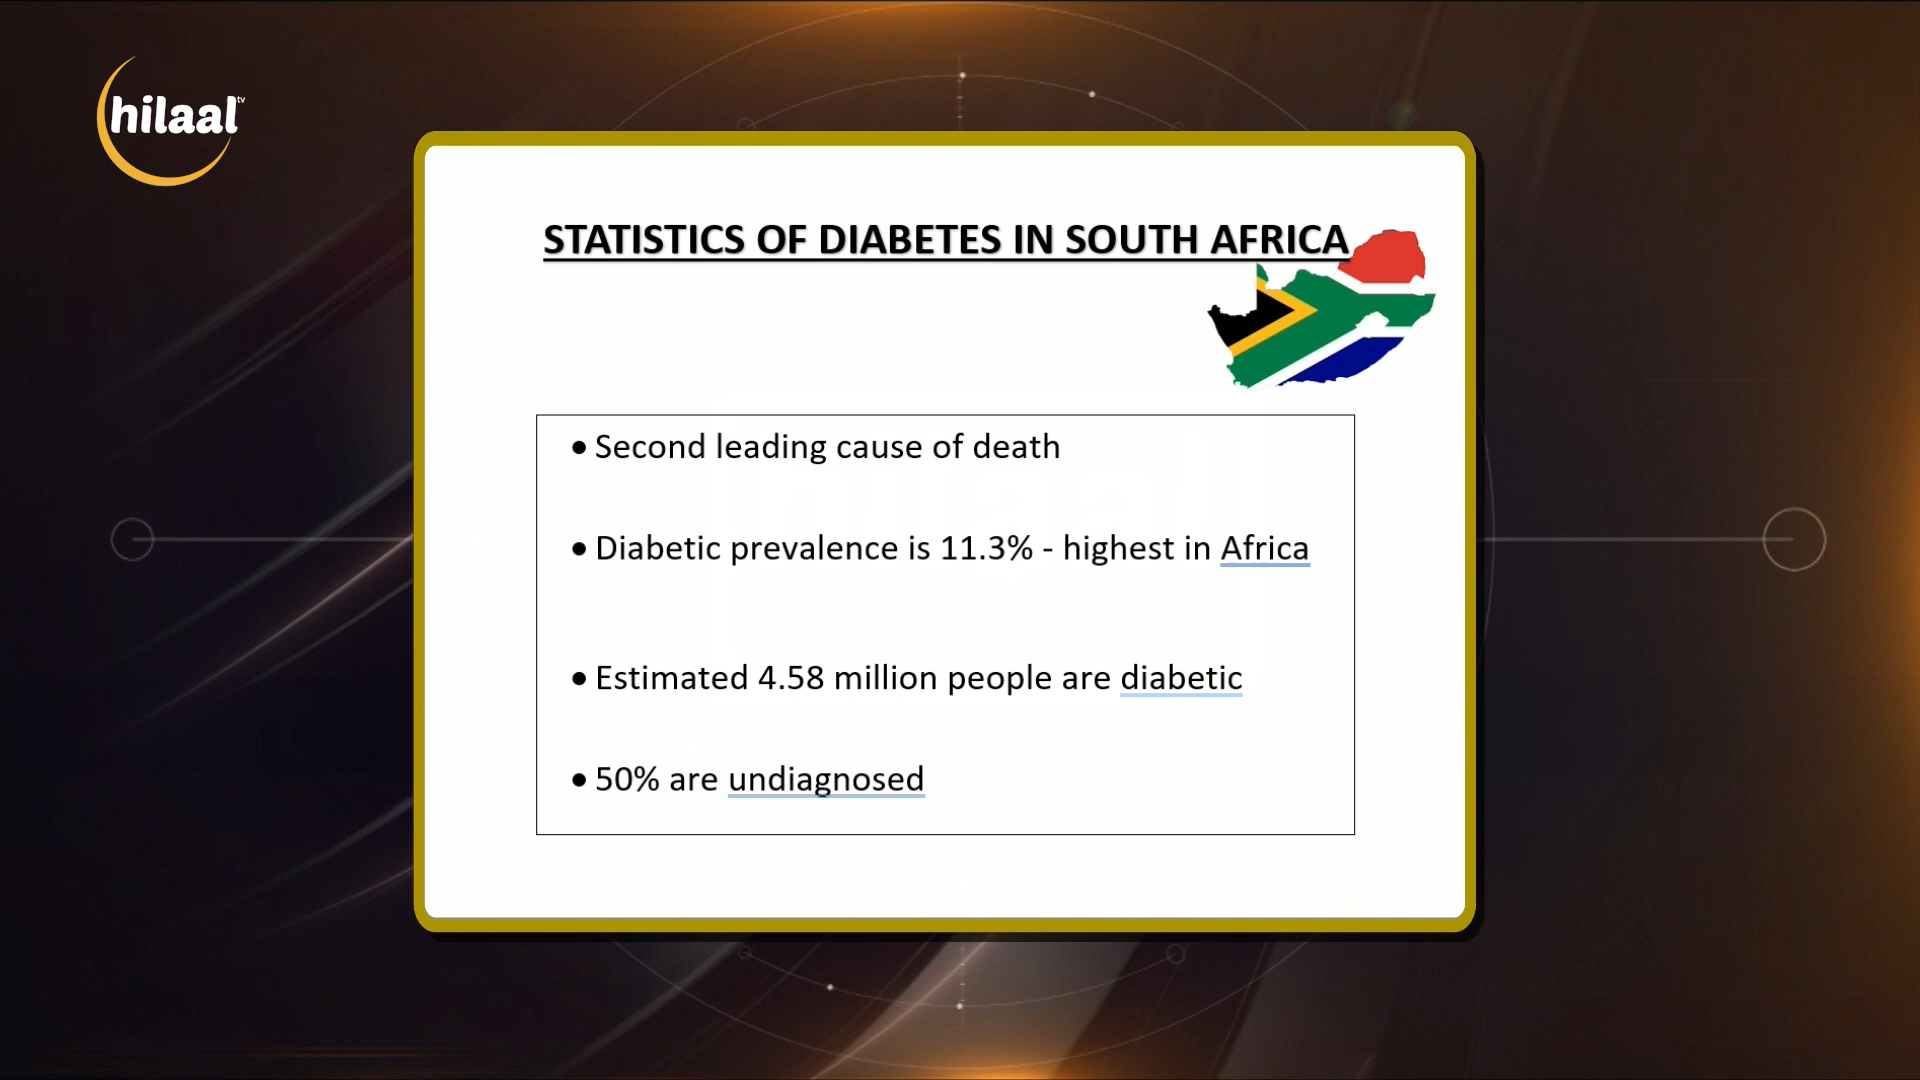 hilaal tv
STATISTICS OF DIABETES IN SOUTH AFRICA
• Second leading cause of death
• Diabetic prevalence is 11.3% - highest in Africa
• Estimated 4.58 million people are diabetic
• 50% are undiagnosed